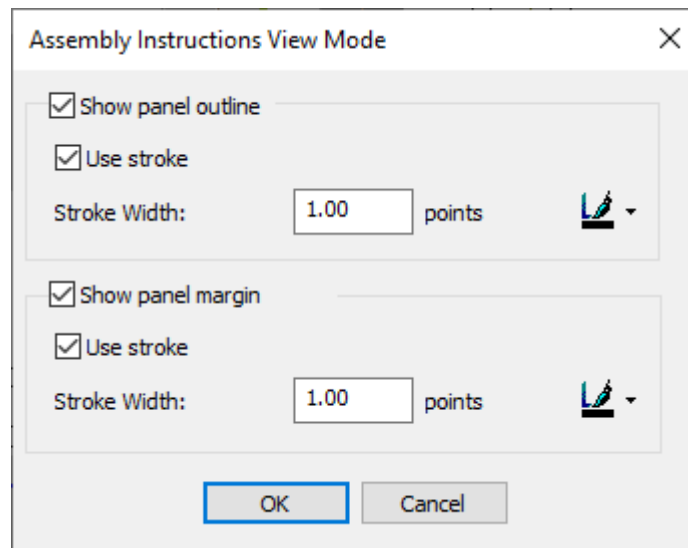 Assembly Instructions View Mode
Show panel outline
Use stroke
Stroke Width: 1.00 points
Show panel margin
Use stroke
Stroke Width: 1.00 points
OK Cancel